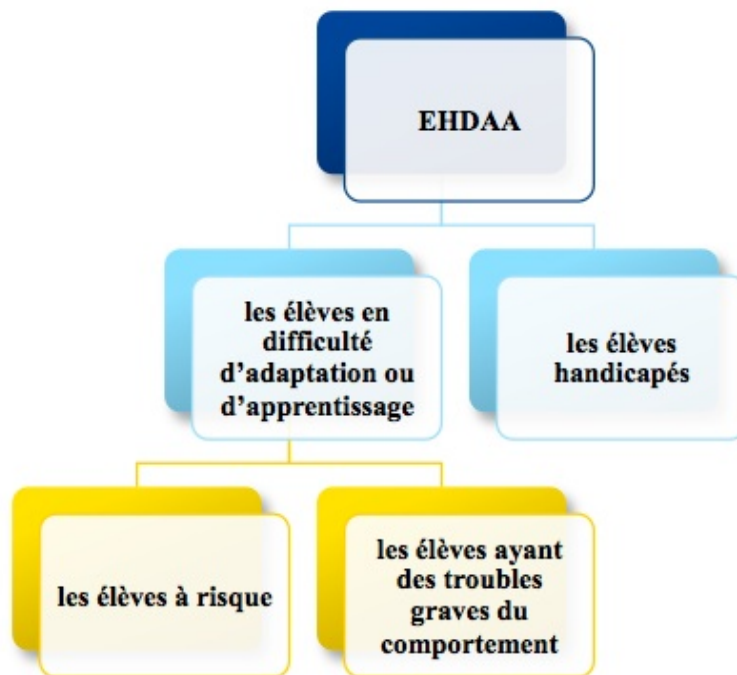 EHDAA
les élèves en
difficulté
d'adaptation ou
d'apprentissage
les élèves
handicapés
les élèves à risque
les élèves ayant
des troubles
graves du
comportement